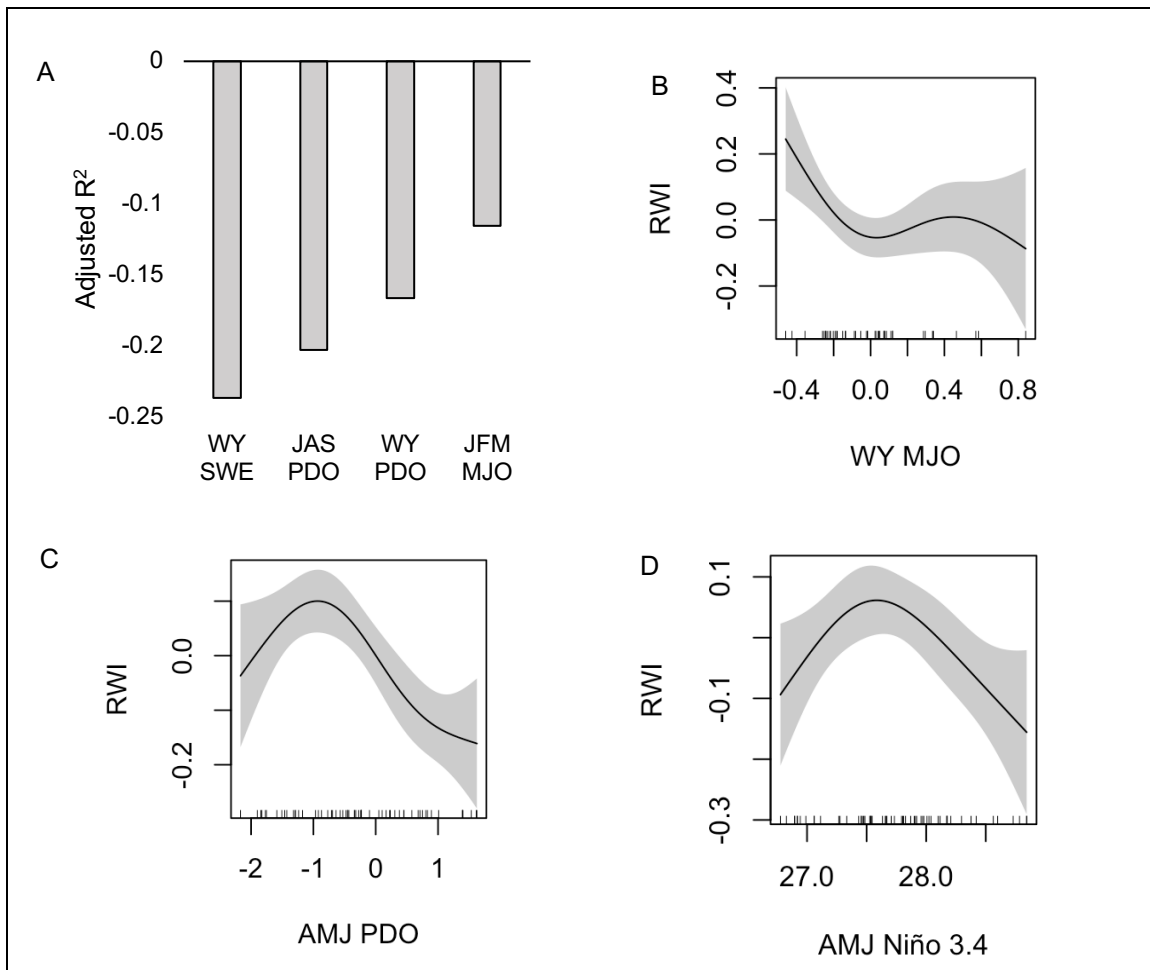 A
0
-0.05
-0.1
-0.15
-0.2
-0.25
Adjusted R²
WY SWE
JAS PDO
WY PDO
JFM MJO
B
0.4
0.2
0.0
-0.2
RWI
-0.4 0.0 0.4 0.8
WY MJO
C
0.0
-0.2
RWI
-2 -1 0 1
AMJ PDO
D
0.1
-0.1
-0.3
RWI
27.0 28.0
AMJ Niño 3.4